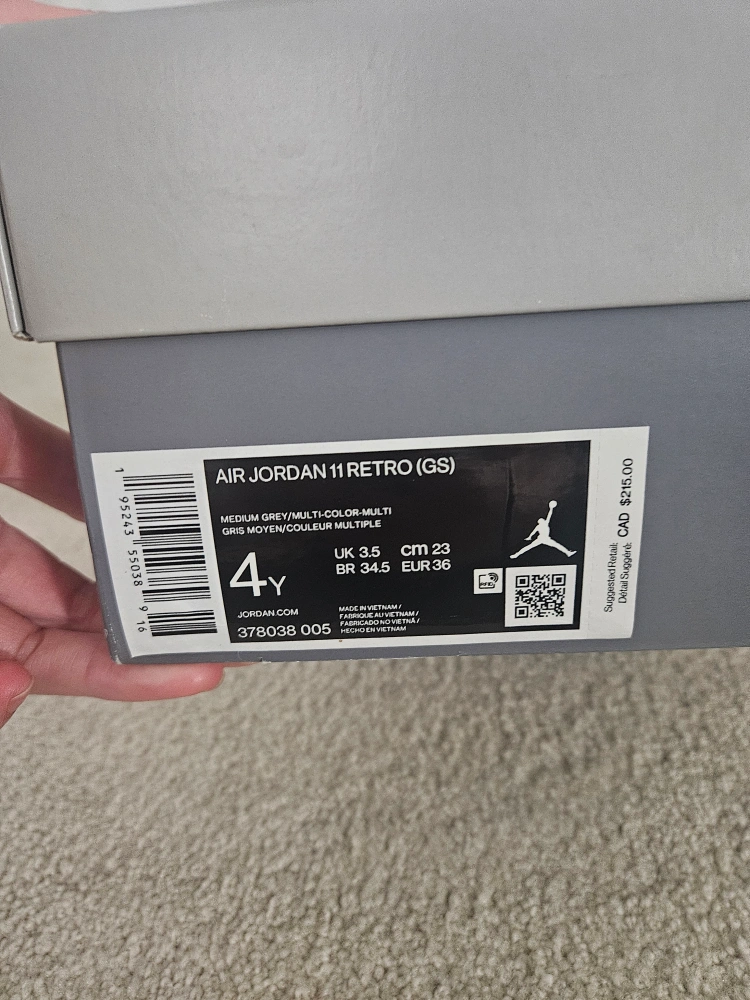 AIR JORDAN 11 RETRO (GS)
MEDIUM GREY/MULTI-COLOR-MULTI
GRIS MOYEN/COULEUR MULTIPLE
4Y
UK 3.5 cm 23
BR 34.5 EUR 36
JORDAN.COM
378038 005
MADE IN VIETNAM /
FABRIQUÉ AU VIETNAM /
FABRICADO NO VIETNÃ /
HECHO EN VIETNAM
1 95243 55038 9 16
Suggested Retail:
Détail Suggéré: CAD $215.00